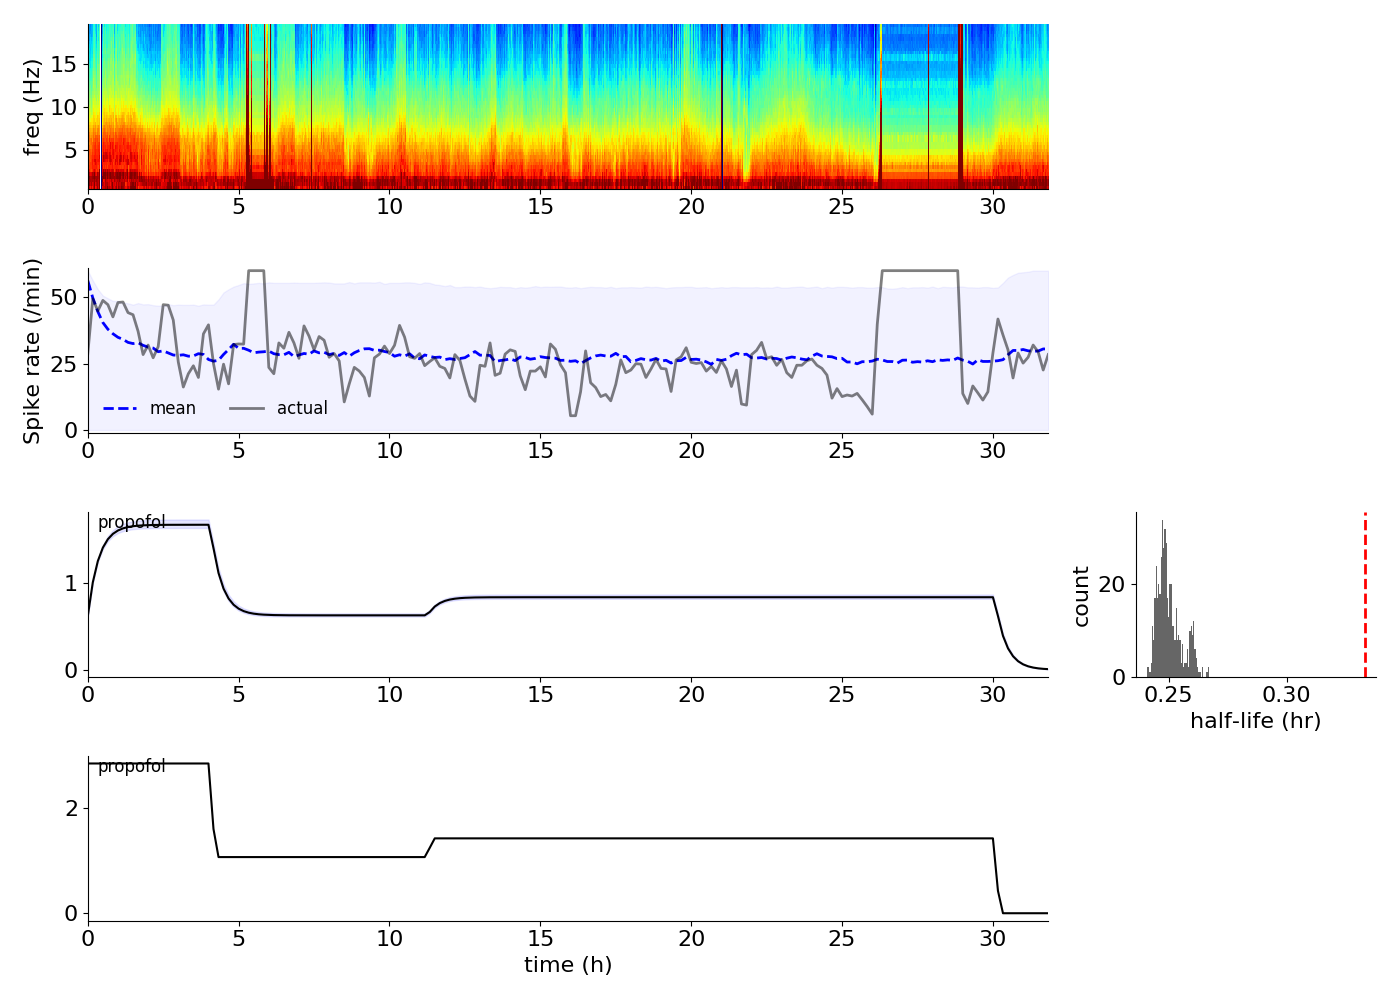 freq (Hz)
15
10
5
0 5 10 15 20 25 30
Spike rate (/min)
50
25
0
mean actual
0 5 10 15 20 25 30
propofol
1
0
0 5 10 15 20 25 30
count
20
0
0.25 0.30
half-life (hr)
propofol
2
0
0 5 10 15 20 25 30
time (h)